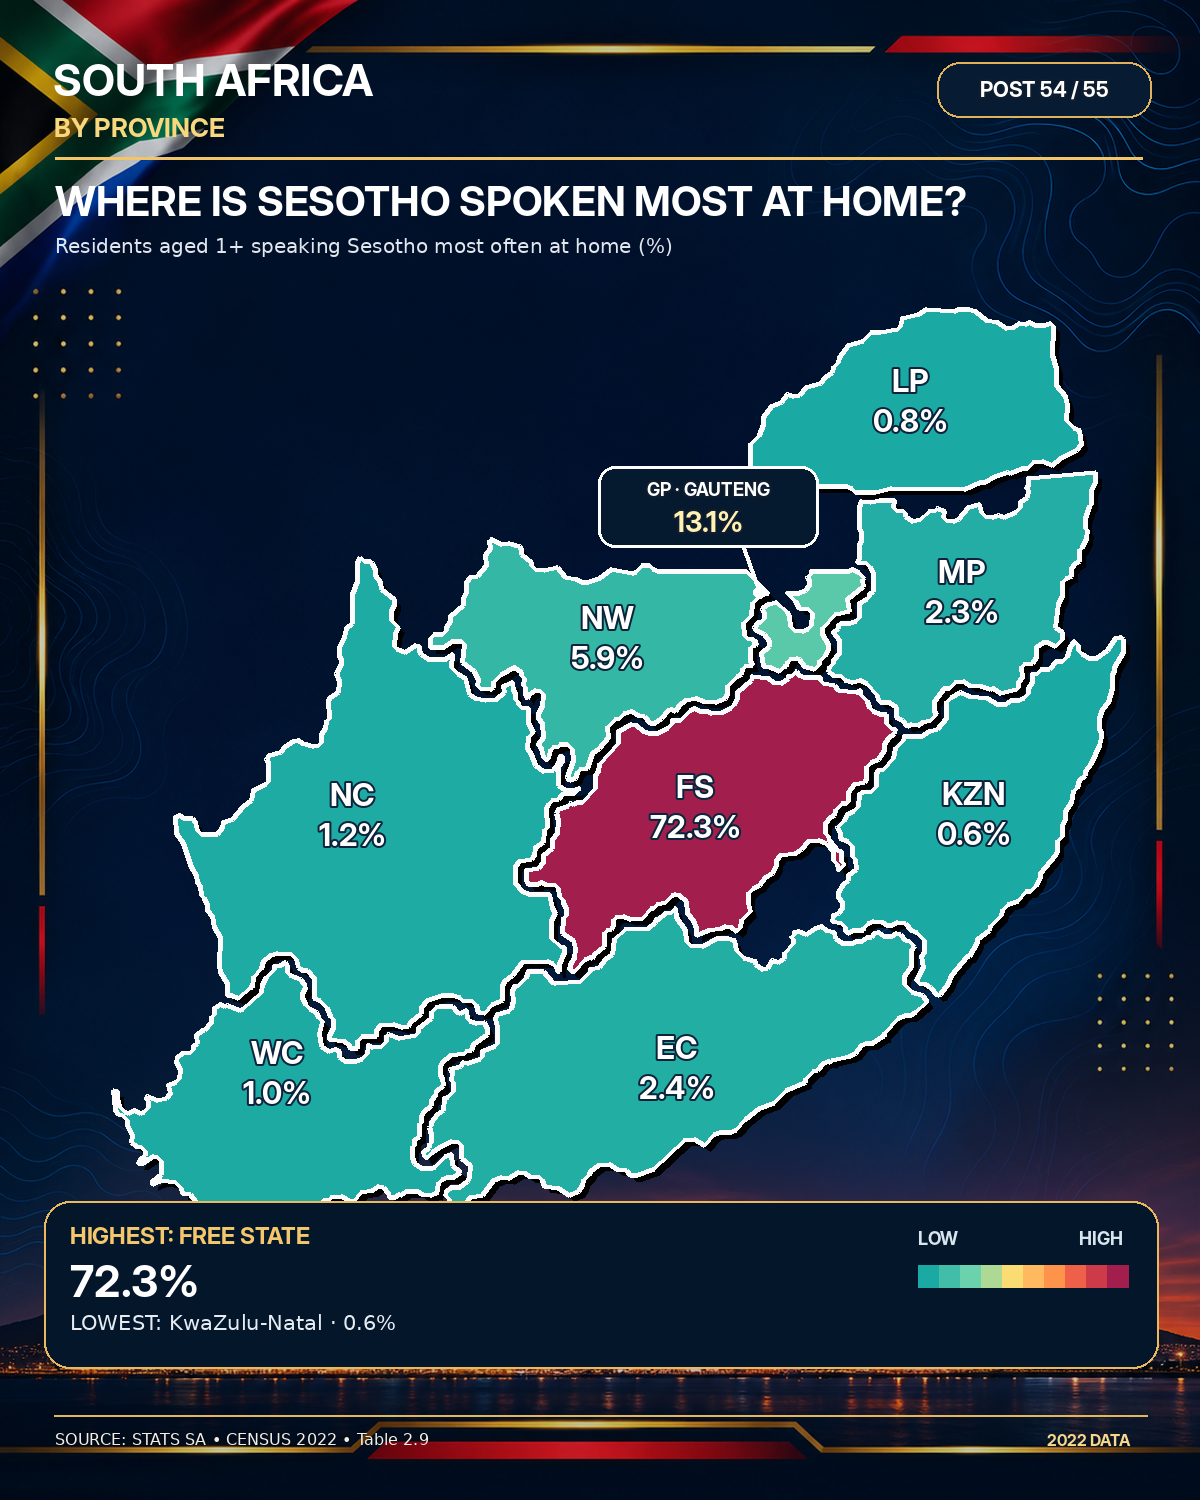 SOUTH AFRICA
POST 54 / 55
BY PROVINCE
WHERE IS SESOTHO SPOKEN MOST AT HOME?
Residents aged 1+ speaking Sesotho most often at home (%)
LP
0.8%
GP · GAUTENG
13.1%
MP
2.3%
NW
5.9%
FS
72.3%
NC
1.2%
KZN
0.6%
WC
1.0%
EC
2.4%
HIGHEST: FREE STATE
72.3%
LOWEST: KwaZulu-Natal · 0.6%
LOW HIGH
SOURCE: STATS SA • CENSUS 2022 • Table 2.9
2022 DATA